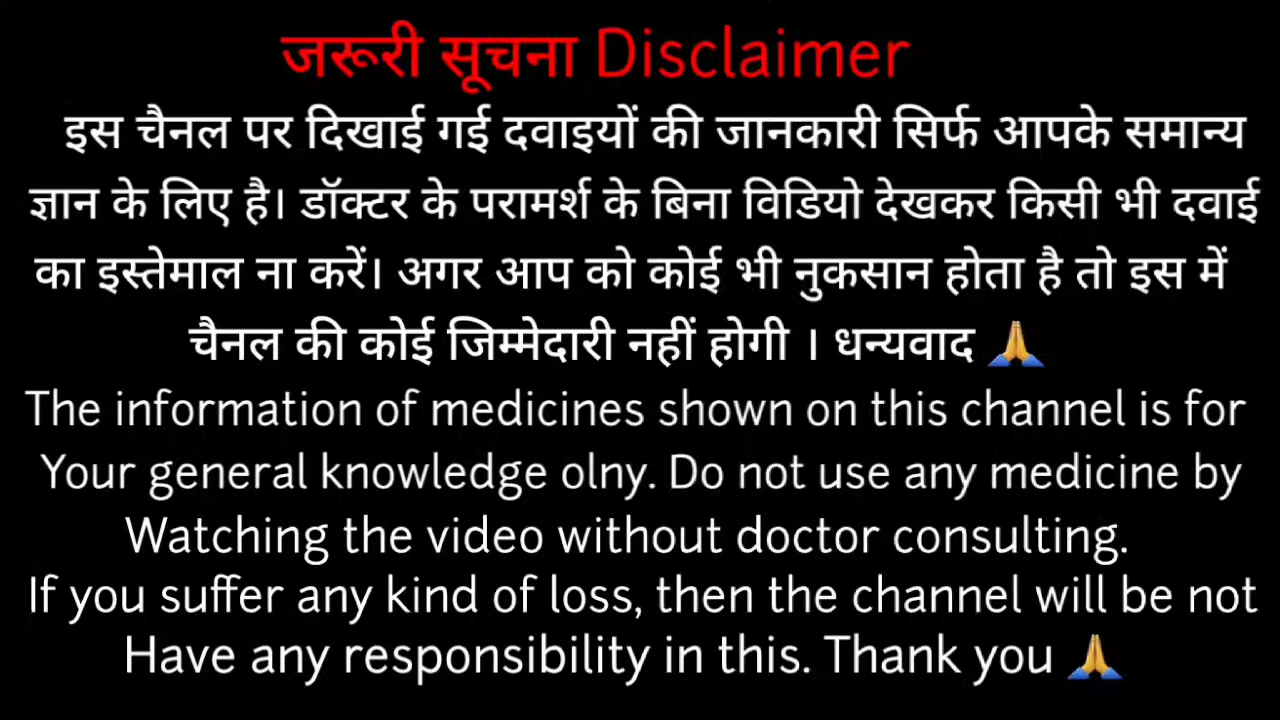 जरूरी सूचना Disclaimer
इस चैनल पर दिखाई गई दवाइयों की जानकारी सिर्फ आपके समान्य
ज्ञान के लिए है। डॉक्टर के परामर्श के बिना विडियो देखकर किसी भी दवाई
का इस्तेमाल ना करें। अगर आप को कोई भी नुकसान होता है तो इस में
चैनल की कोई जिम्मेदारी नहीं होगी । धन्यवाद 🙏
The information of medicines shown on this channel is for
Your general knowledge olny. Do not use any medicine by
Watching the video without doctor consulting.
If you suffer any kind of loss, then the channel will be not
Have any responsibility in this. Thank you 🙏